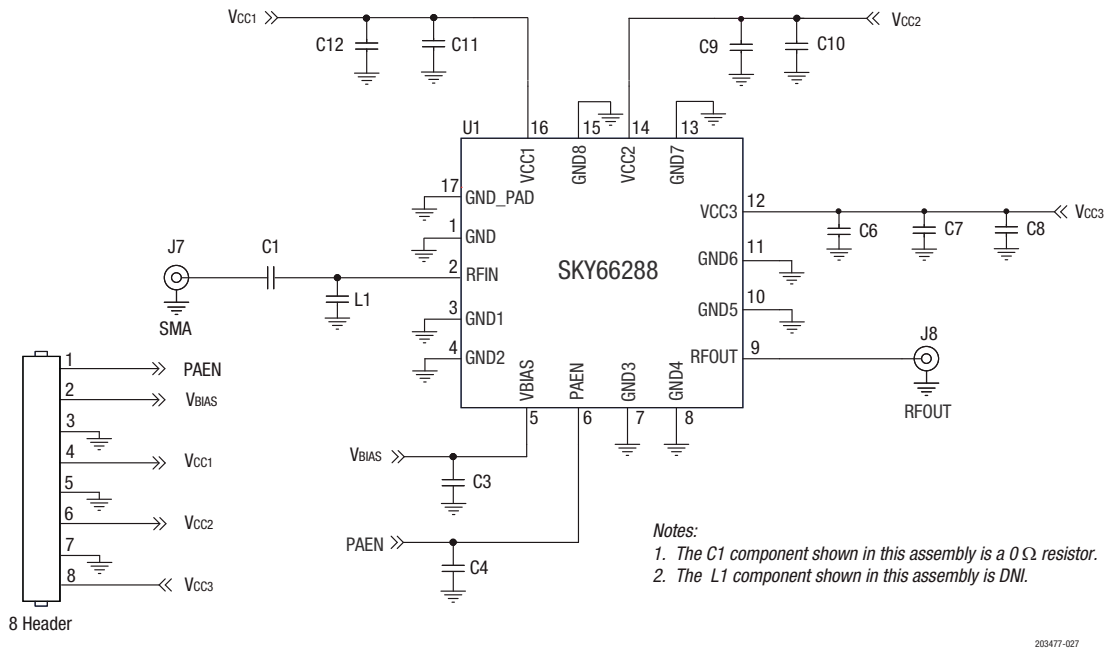 VCC1
VCC2
C12
C11
C9
C10
U1
16
15
14
13
VCC1
GND8
VCC2
GND7
17
GND_PAD
VCC3
12
VCC3
C6
C7
C8
1
GND
GND6
11
J7
C1
2
RFIN
SKY66288
L1
SMA
GND5
10
3
GND1
J8
4
GND2
RFOUT
9
RFOUT
VBIAS
PAEN
GND3
GND4
5
6
7
8
1
PAEN
2
VBIAS
3
4
VCC1
5
6
VCC2
7
8
VCC3
8 Header
VBIAS
C3
PAEN
C4
Notes:
1. The C1 component shown in this assembly is a 0 Ω resistor.
2. The L1 component shown in this assembly is DNI.
203477-027